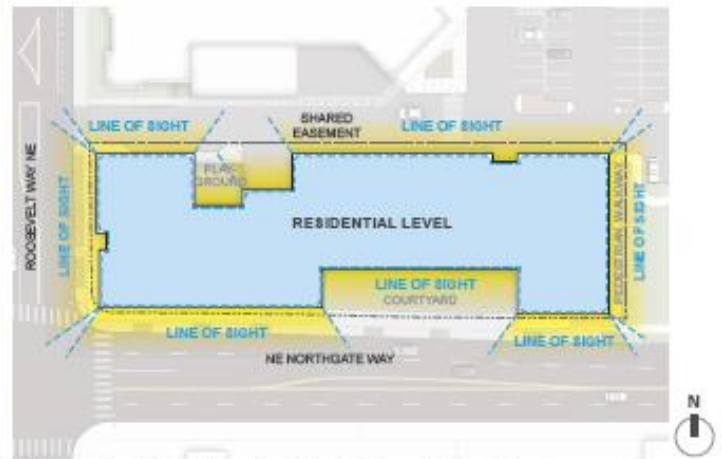 LINE OF SIGHT
SHARED
EASEMENT
LINE OF SIGHT
PLAY
GROUND
ROOSEVELT WAY NE
LINE OF SIGHT
RESIDENTIAL LEVEL
PEDESTRIAN WALKWAY
LINE OF SIGHT
LINE OF SIGHT
COURTYARD
LINE OF SIGHT
LINE OF SIGHT
NE NORTHGATE WAY
N